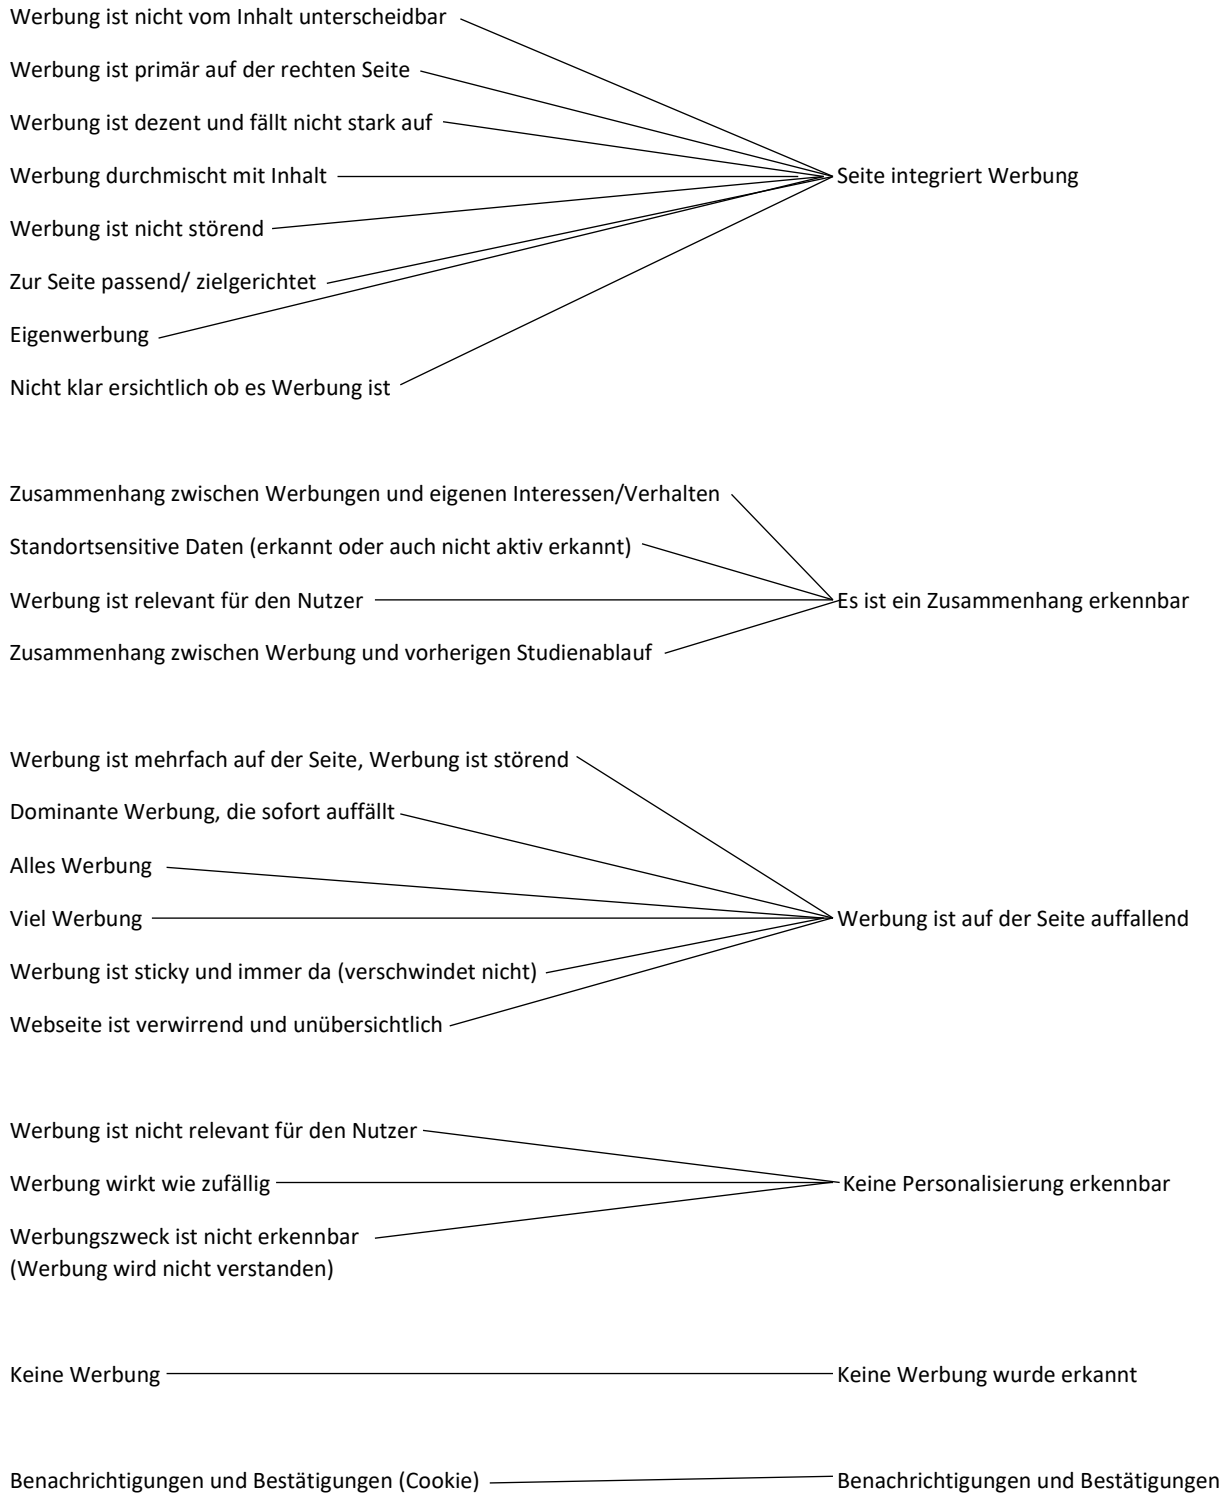 Werbung ist nicht vom Inhalt unterscheidbar
Werbung ist primär auf der rechten Seite
Werbung ist dezent und fällt nicht stark auf
Werbung durchmischt mit Inhalt
Seite integriert Werbung
Werbung ist nicht störend
Zur Seite passend/ zielgerichtet
Eigenwerbung
Nicht klar ersichtlich ob es Werbung ist
Zusammenhang zwischen Werbungen und eigenen Interessen/Verhalten
Standortsensitive Daten (erkannt oder auch nicht aktiv erkannt)
Werbung ist relevant für den Nutzer
Es ist ein Zusammenhang erkennbar
Zusammenhang zwischen Werbung und vorherigen Studienablauf
Werbung ist mehrfach auf der Seite, Werbung ist störend
Dominante Werbung, die sofort auffällt
Alles Werbung
Viel Werbung
Werbung ist auf der Seite auffallend
Werbung ist sticky und immer da (verschwindet nicht)
Webseite ist verwirrend und unübersichtlich
Werbung ist nicht relevant für den Nutzer
Werbung wirkt wie zufällig
Keine Personalisierung erkennbar
Werbungszweck ist nicht erkennbar
(Werbung wird nicht verstanden)
Keine Werbung
Keine Werbung wurde erkannt
Benachrichtigungen und Bestätigungen (Cookie)
Benachrichtigungen und Bestätigungen